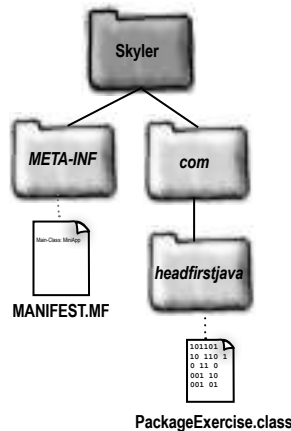 Skyler
META-INF
com
Main-Class: MiniApp
headfirstjava
MANIFEST.MF
101101
10 110 1
0 11 0
001 10
001 01
PackageExercise.class